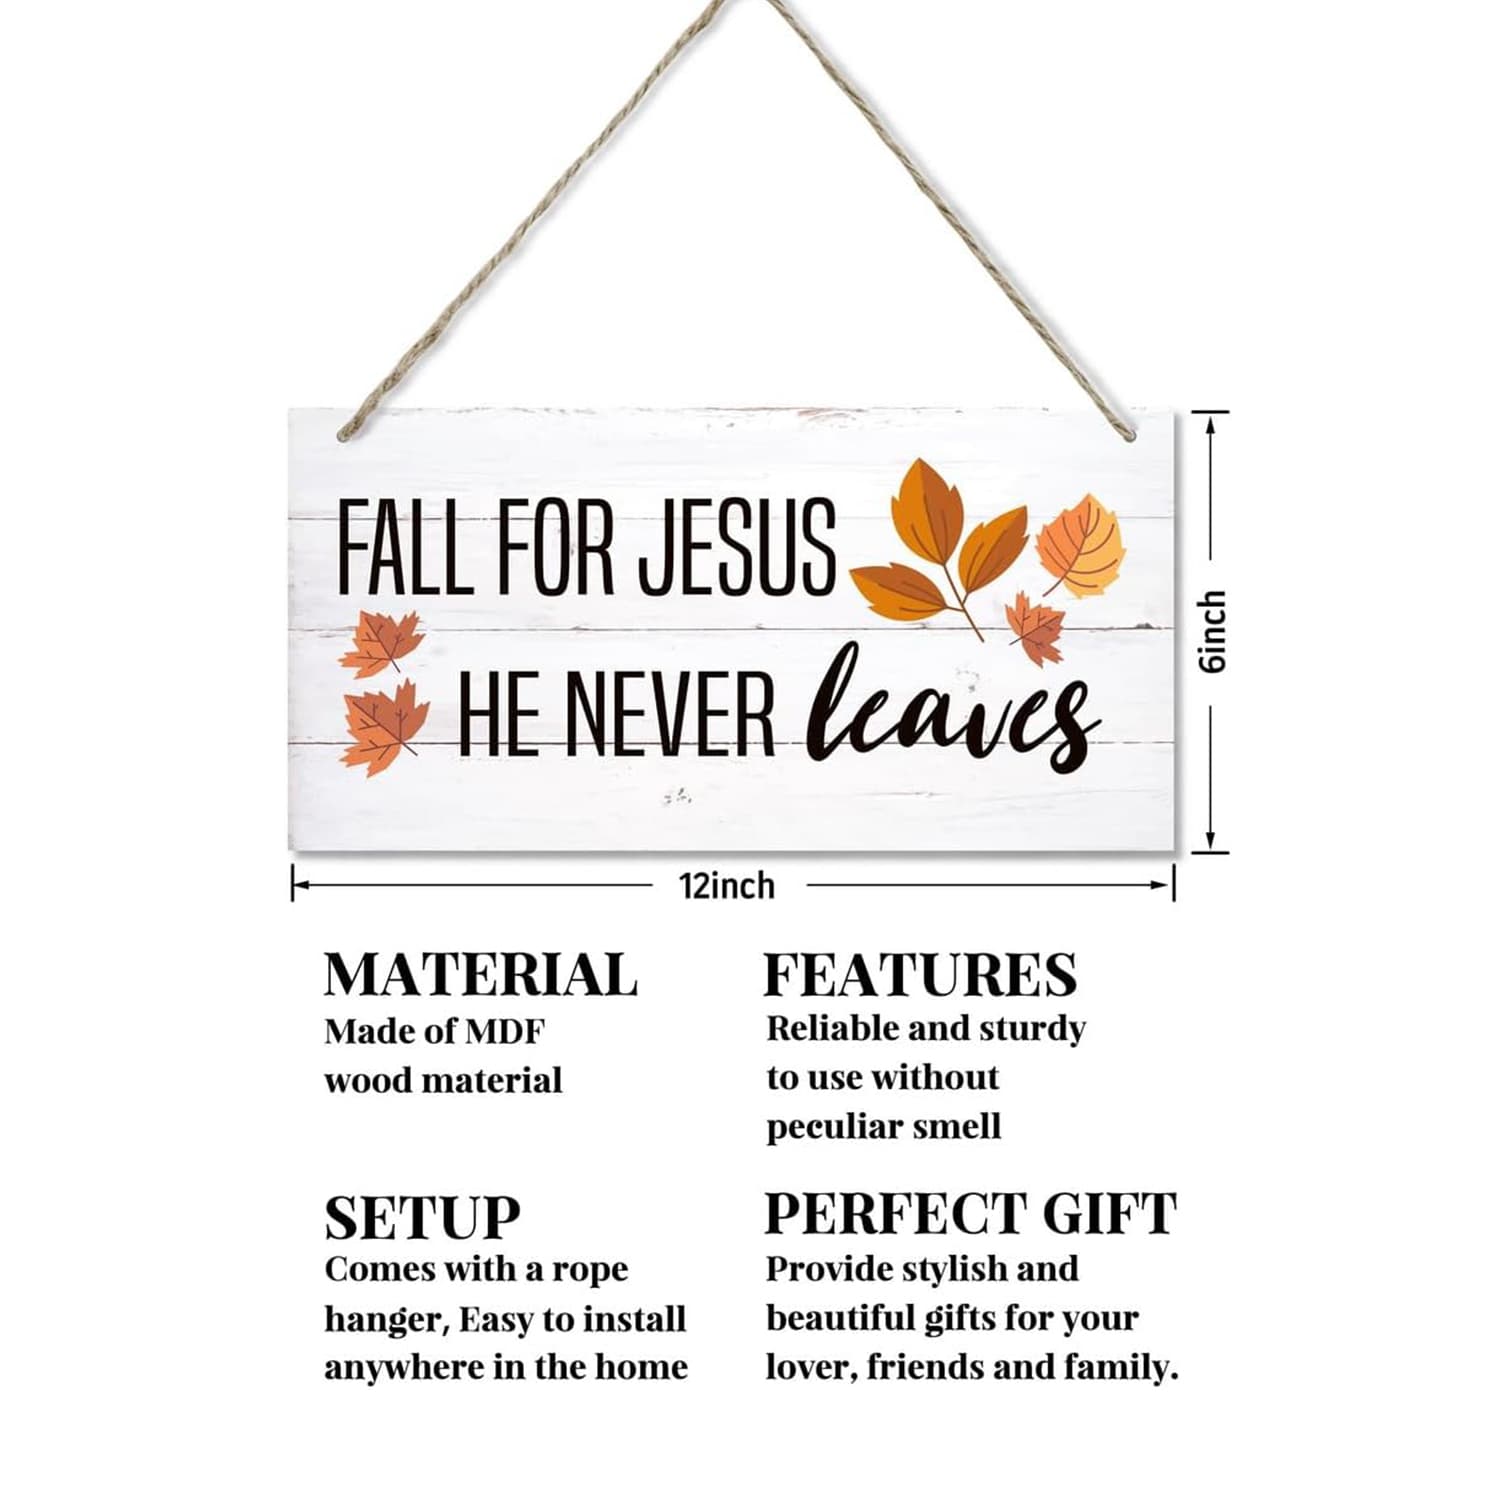 FALL FOR JESUS
HE NEVER leaves
6inch
12inch
MATERIAL
Made of MDF
wood material
FEATURES
Reliable and sturdy
to use without
peculiar smell
SETUP
Comes with a rope
hanger, Easy to install
anywhere in the home
PERFECT GIFT
Provide stylish and
beautiful gifts for your
lover, friends and family.